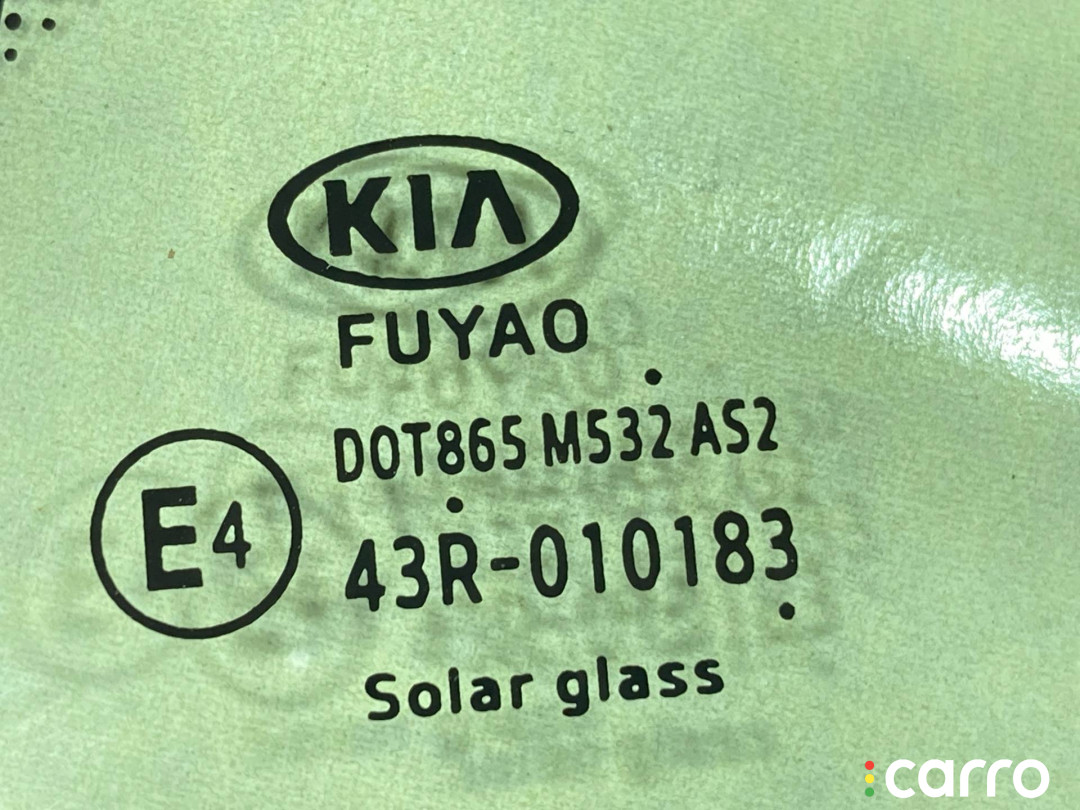 KIA
FUYAO
DOT865 M532 AS2
E4
43R-010183
Solar glass
carro